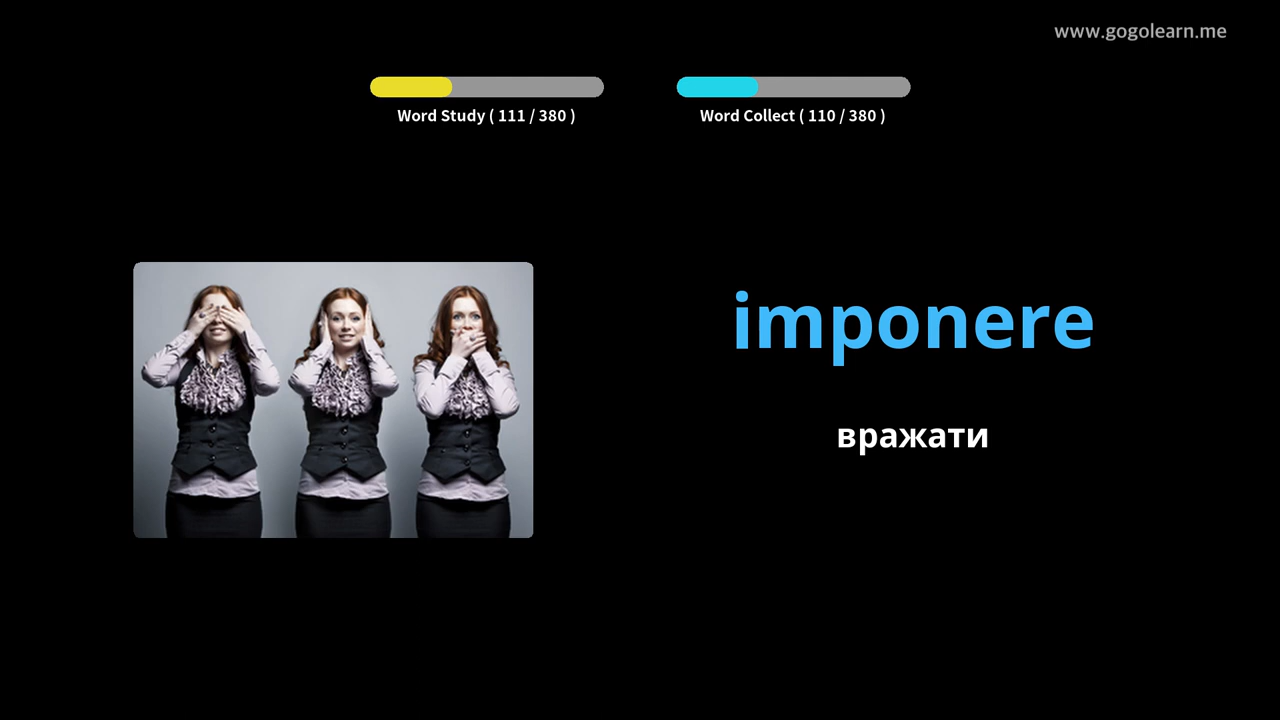 www.gogolearn.me
Word Study ( 111 / 380 )
Word Collect ( 110 / 380 )
imponere
вражати